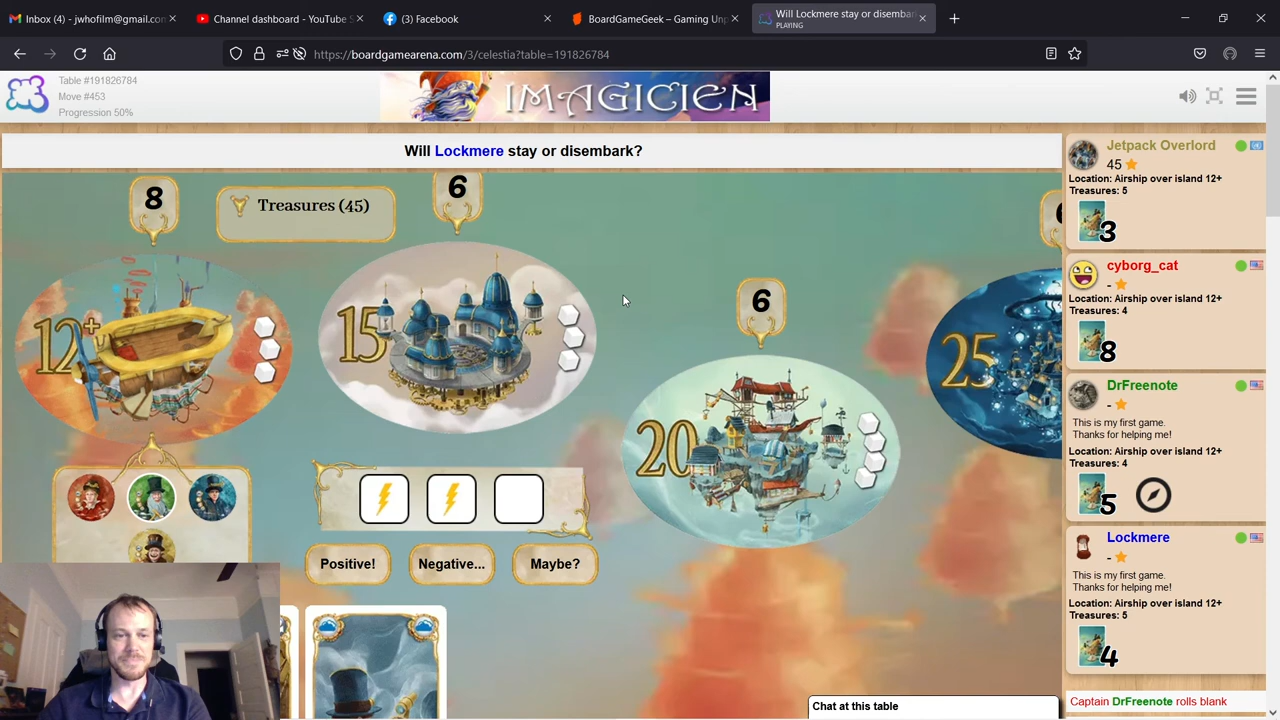 Inbox (4) - jwhofilm@gmail.con
Channel dashboard - YouTube S
(3) Facebook
BoardGameGeek – Gaming Unp
Will Lockmere stay or disembar
PLAYING
https://boardgamearena.com/3/celestia?table=191826784
Table #191826784
Move #453
Progression 50%
IMAGICIEN
Will Lockmere stay or disembark?
8
Treasures (45)
6
12+
15
6
20
25
Positive!
Negative...
Maybe?
Jetpack Overlord
45
Location: Airship over island 12+
Treasures: 5
3
cyborg_cat
-
Location: Airship over island 12+
Treasures: 4
8
DrFreenote
-
This is my first game.
Thanks for helping me!
Location: Airship over island 12+
Treasures: 4
5
Lockmere
-
This is my first game.
Thanks for helping me!
Location: Airship over island 12+
Treasures: 5
4
Captain DrFreenote rolls blank
Chat at this table